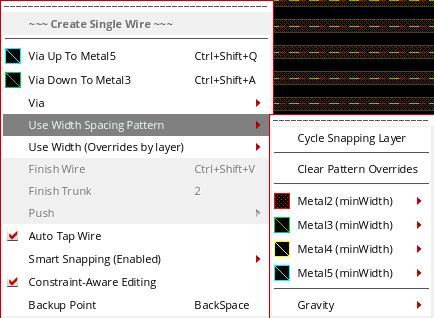 ~~~ Create Single Wire ~~~
Via Up To Metal5 Ctrl+Shift+Q
Via Down To Metal3 Ctrl+Shift+A
Via
Use Width Spacing Pattern
Use Width (Overrides by layer)
Finish Wire Ctrl+Shift+V
Finish Trunk 2
Push
Auto Tap Wire
Smart Snapping (Enabled)
Constraint-Aware Editing
Backup Point BackSpace
Cycle Snapping Layer
Clear Pattern Overrides
Metal2 (minWidth)
Metal3 (minWidth)
Metal4 (minWidth)
Metal5 (minWidth)
Gravity